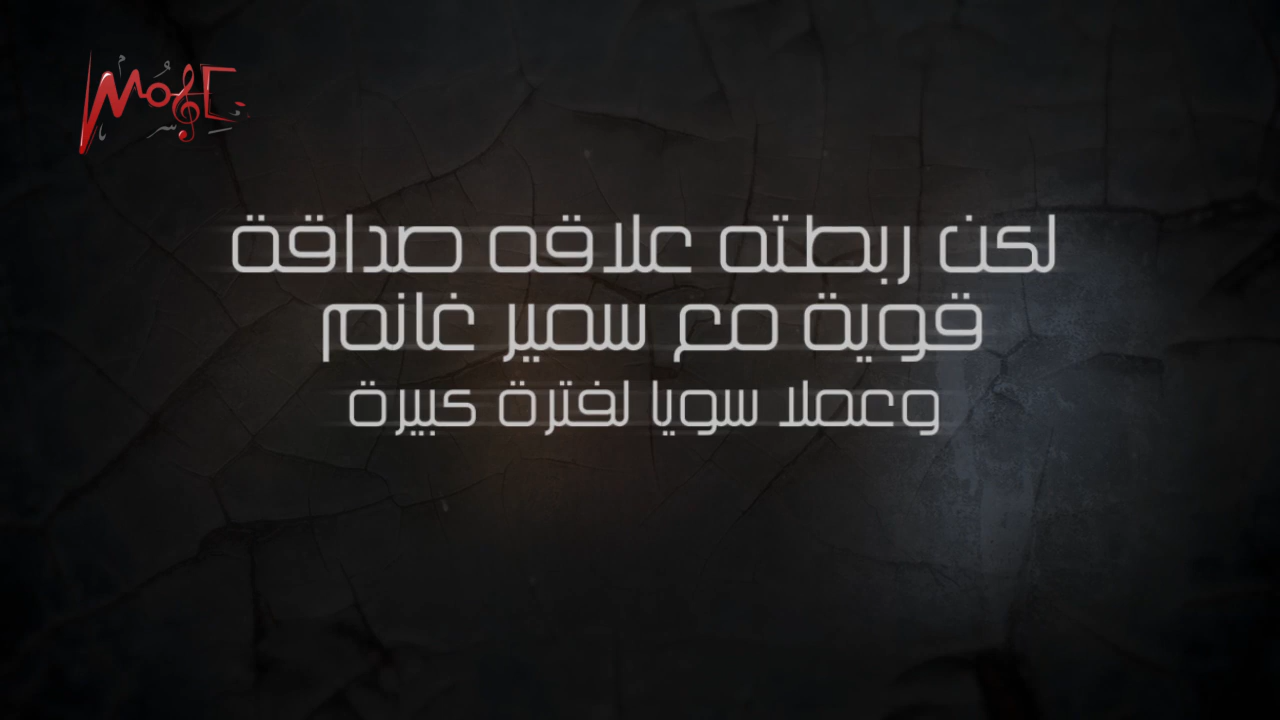 لكن ربطته علاقه صداقة
قوية مع سمير غانم
وعملا سويا لفترة كبيرة